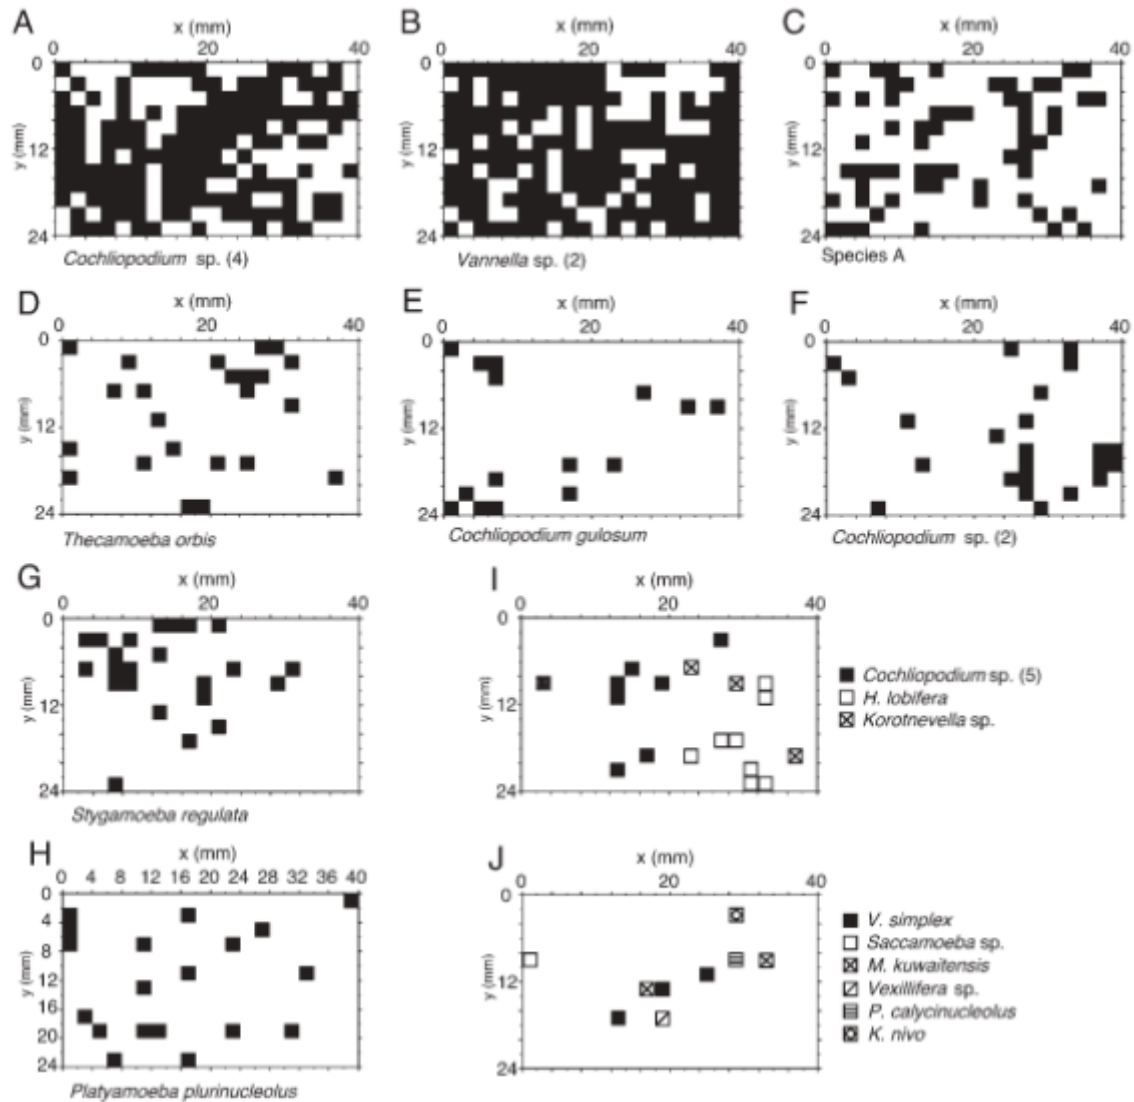 A B C
x (mm) x (mm) x (mm)
0 20 40 0 20 40 0 20 40
0 0 0
y (mm) y (mm) y (mm)
12 12 12
24 24 24
Cochliopodium sp. (4) Vannella sp. (2) Species A
D E F
x (mm) x (mm) x (mm)
0 20 40 0 20 40 0 20 40
0 0 0
y (mm) y (mm) y (mm)
12 12 12
24 24 24
Thecamoeba orbis Cochliopodium gulosum Cochliopodium sp. (2)
G I
x (mm) x (mm)
0 20 40 0 20 40
0 0
y (mm) y (mm)
12 12
24 24
Cochliopodium sp. (5)
H. lobifera
Korotnevella sp.
Stygamoeba regulata
H J
x (mm) x (mm)
0 4 8 12 16 20 24 28 32 36 40 0 20 40
0 0
4
8
y (mm) y (mm)
12 12
16
20
24 24
V. simplex
Saccamoeba sp.
M. kuwaitensis
Vexillifera sp.
P. calycinucleolus
K. nivo
Platyamoeba plurinucleolus